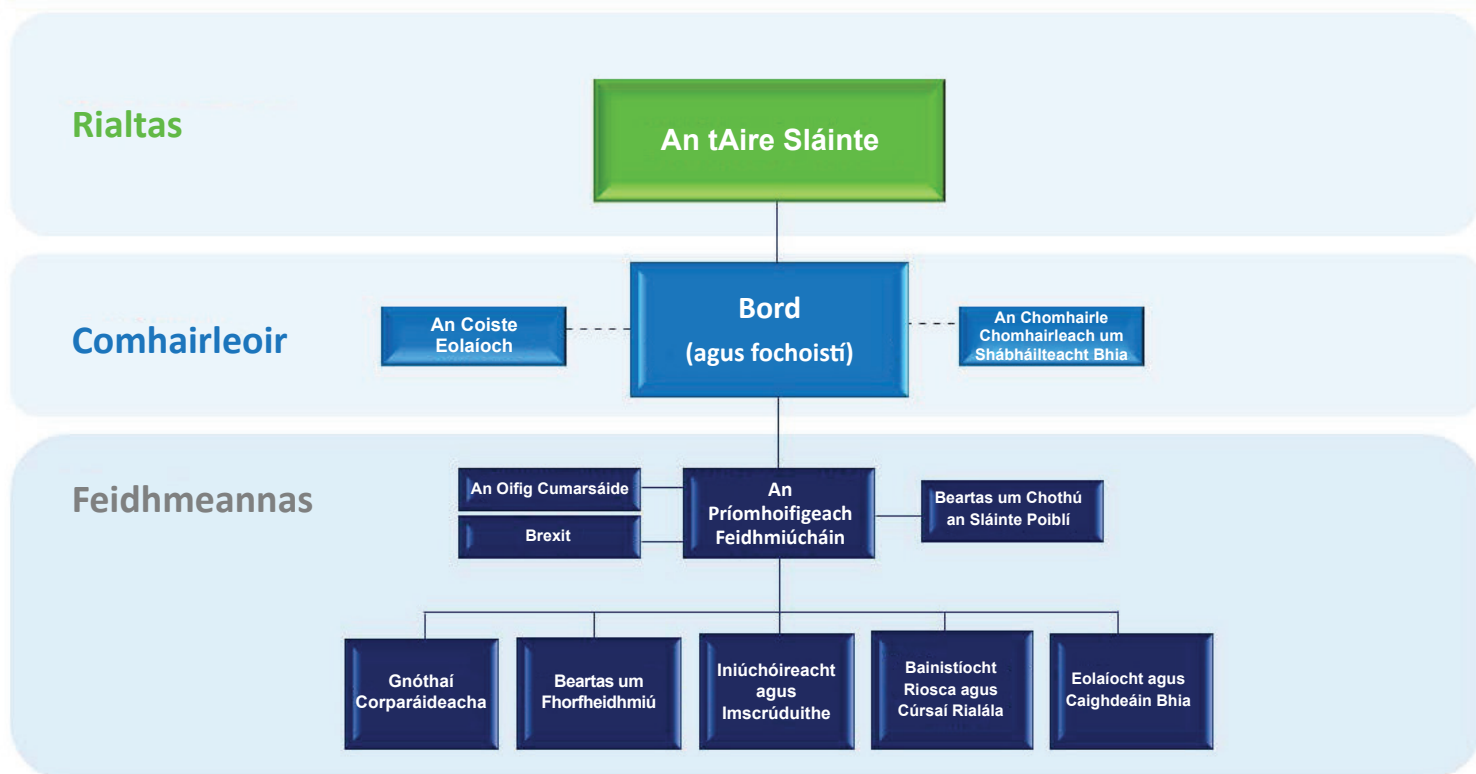 Rialtas
An tAire Sláinte
Comhairleoir
An Coiste
Eolaíoch
Bord
(agus fochoistí)
An Chomhairle
Chomhairleach um
Shábháilteacht Bhia
Feidhmeannas
An Oifig Cumarsáide
Brexit
An
Príomhoifigeach
Feidhmiúcháin
Beartas um Chothú
an Sláinte Poiblí
Gnóthaí
Corparáideacha
Beartas um
Fhorfheidhmiú
Iniúchóireacht
agus
Imscrúduithe
Bainistíocht
Riosca agus
Cúrsaí Rialála
Eolaíocht agus
Caighdeáin Bhia